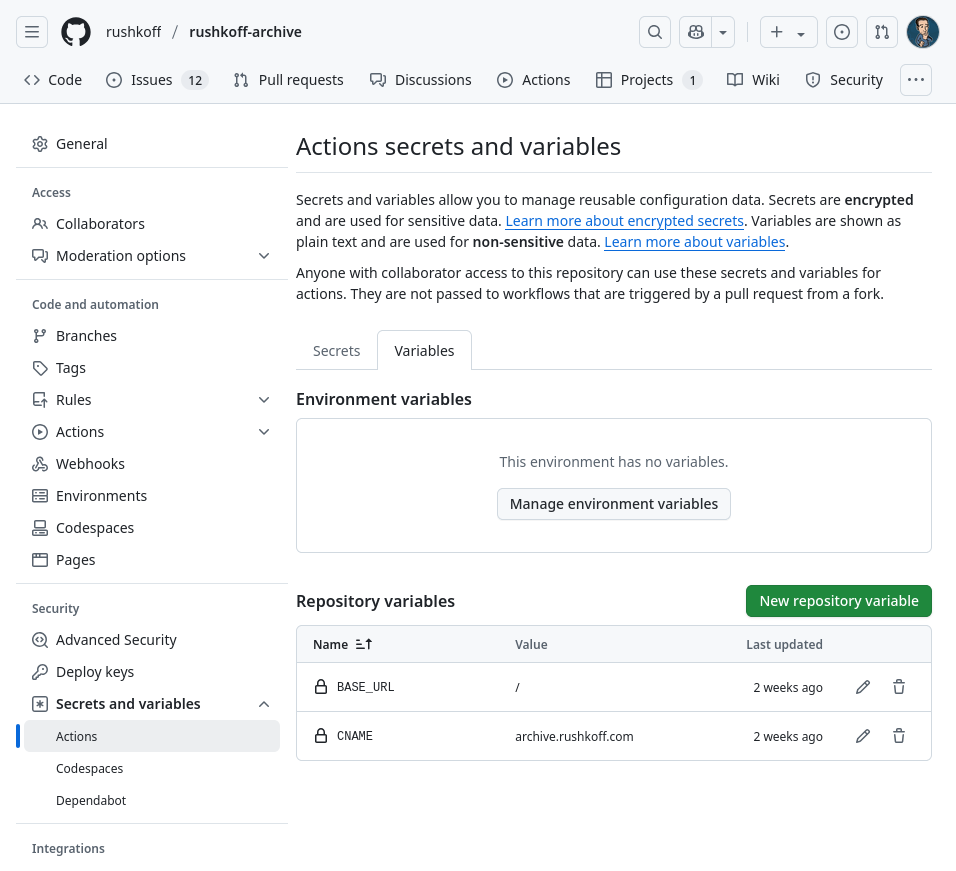 rushkoff / rushkoff-archive
Code Issues 12 Pull requests Discussions Actions Projects 1 Wiki Security
General
Access
Collaborators
Moderation options
Code and automation
Branches
Tags
Rules
Actions
Webhooks
Environments
Codespaces
Pages
Security
Advanced Security
Deploy keys
Secrets and variables
Actions
Codespaces
Dependabot
Integrations
Actions secrets and variables
Secrets and variables allow you to manage reusable configuration data. Secrets are encrypted
and are used for sensitive data. Learn more about encrypted secrets. Variables are shown as
plain text and are used for non-sensitive data. Learn more about variables.
Anyone with collaborator access to this repository can use these secrets and variables for
actions. They are not passed to workflows that are triggered by a pull request from a fork.
Secrets Variables
Environment variables
This environment has no variables.
Manage environment variables
Repository variables New repository variable
Name Value Last updated
BASE_URL / 2 weeks ago
CNAME archive.rushkoff.com 2 weeks ago